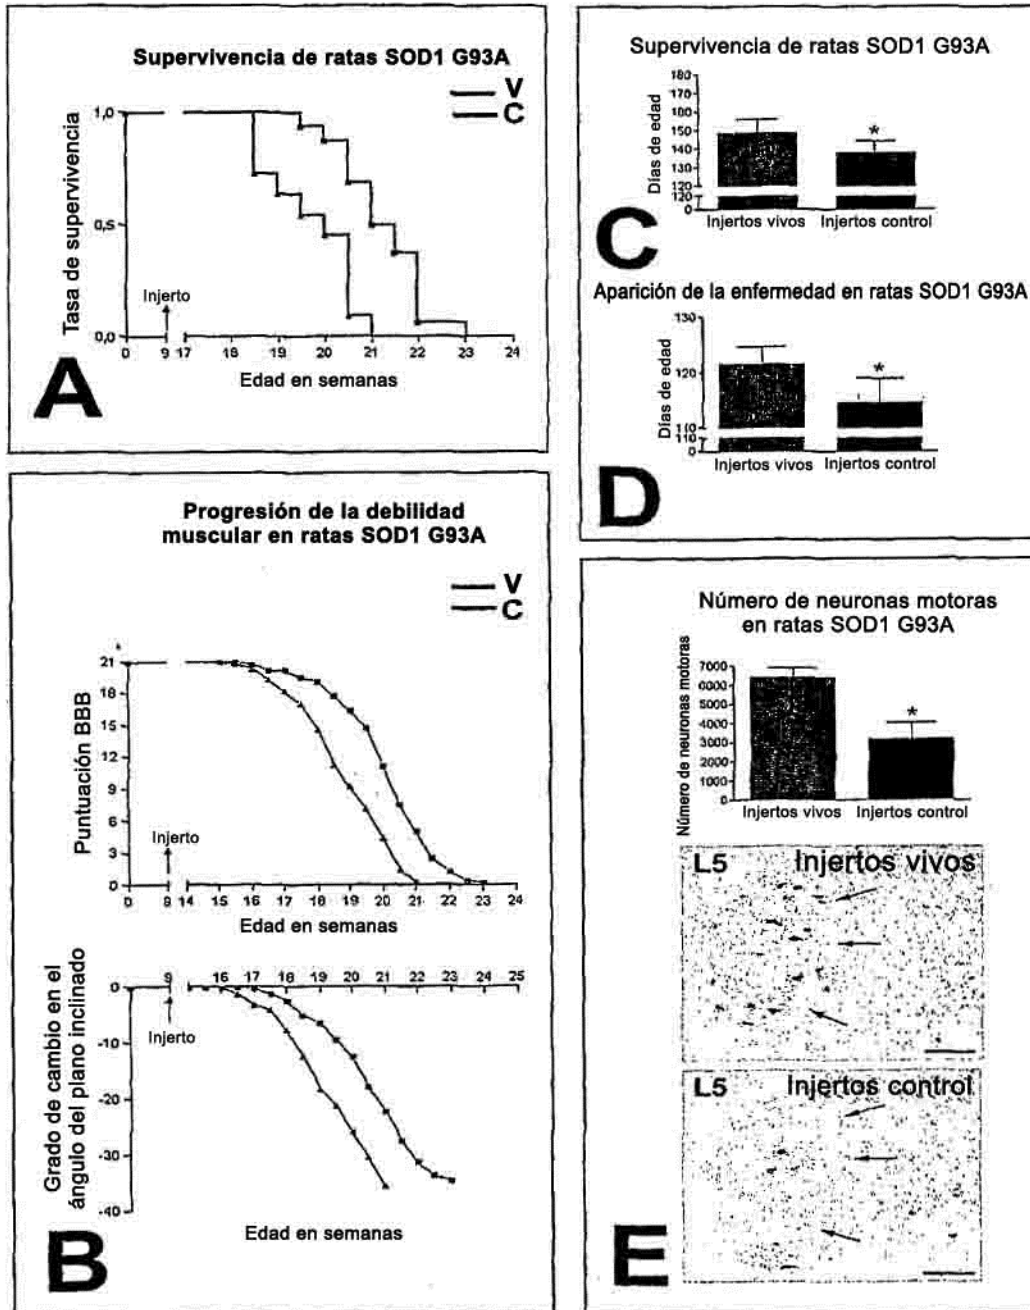 Supervivencia de ratas SOD1 G93A
V
C
Tasa de supervivencia
1,0
0,5
0,0
Injerto
0 9 17 18 19 20 21 22 23 24
Edad en semanas
A
Progresión de la debilidad
muscular en ratas SOD1 G93A
V
C
Puntuación BBB
21
18
15
12
9
6
3
0
Injerto
0 9 14 15 16 17 18 19 20 21 22 23 24
Edad en semanas
Grado de cambio en el
ángulo del plano inclinado
9 16 17 18 19 20 21 22 23 24 25
0
Injerto
-10
-20
-30
-40
Edad en semanas
B
Supervivencia de ratas SOD1 G93A
Días de edad
180
170
160
150
140
130
120
120
0
*
Injertos vivos Injertos control
C
Aparición de la enfermedad en ratas SOD1 G93A
Días de edad
130
120
110
110
0
*
Injertos vivos Injertos control
D
Número de neuronas motoras
en ratas SOD1 G93A
Número de neuronas motoras
7000
6000
5000
4000
3000
2000
1000
0
*
Injertos vivos Injertos control
L5 Injertos vivos
L5 Injertos control
E